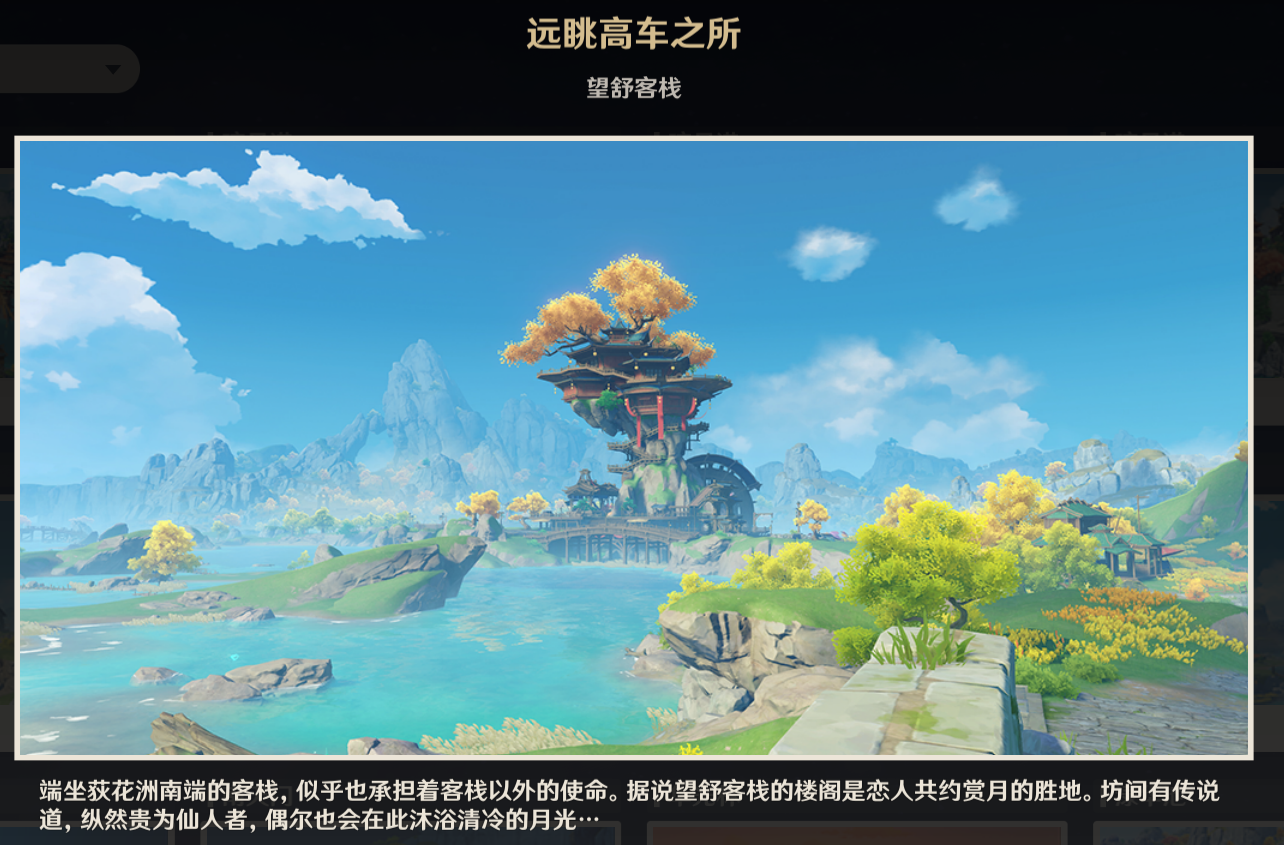 远眺高车之所
望舒客栈
端坐荻花洲南端的客栈，似乎也承担着客栈以外的使命。据说望舒客栈的楼阁是恋人共约赏月的胜地。坊间有传说
道，纵然贵为仙人者，偶尔也会在此沐浴清冷的月光…